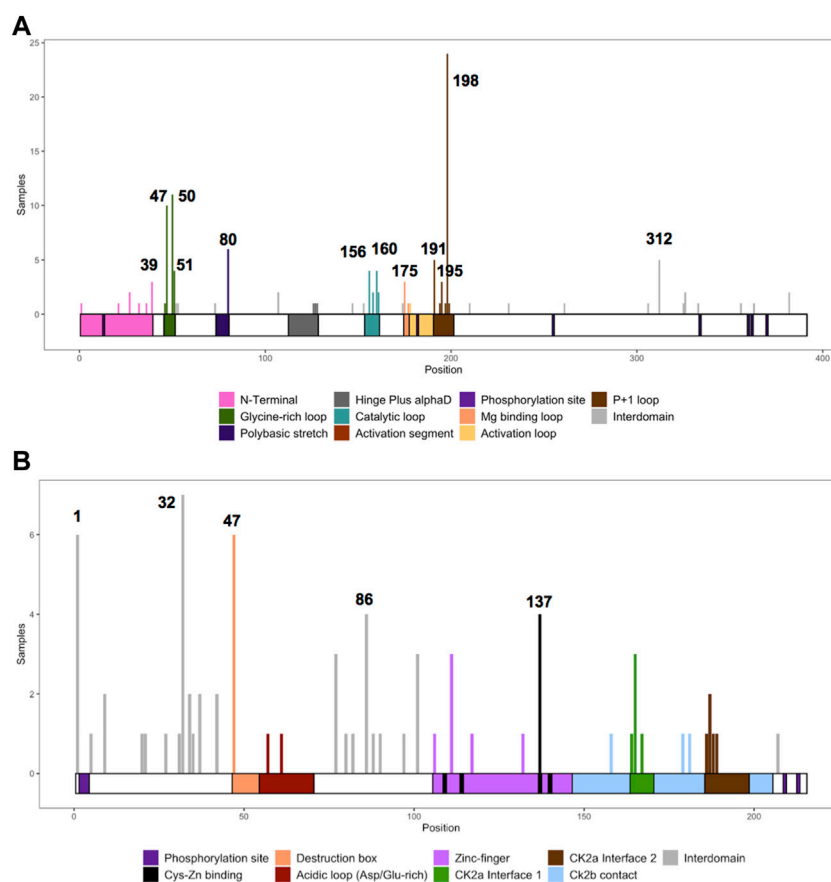 A
25
20
15
10
5
0
Samples
198
47
50
80
39
51
156
160
175
191
195
312
0
100
200
300
400
Position
N-Terminal
Hinge Plus alphaD
Phosphorylation site
P+1 loop
Glycine-rich loop
Catalytic loop
Mg binding loop
Interdomain
Polybasic stretch
Activation segment
Activation loop
B
6
4
2
0
Samples
1
32
47
86
137
0
50
100
150
200
Position
Phosphorylation site
Destruction box
Zinc-finger
CK2a Interface 2
Interdomain
Cys-Zn binding
Acidic loop (Asp/Glu-rich)
CK2a Interface 1
Ck2b contact